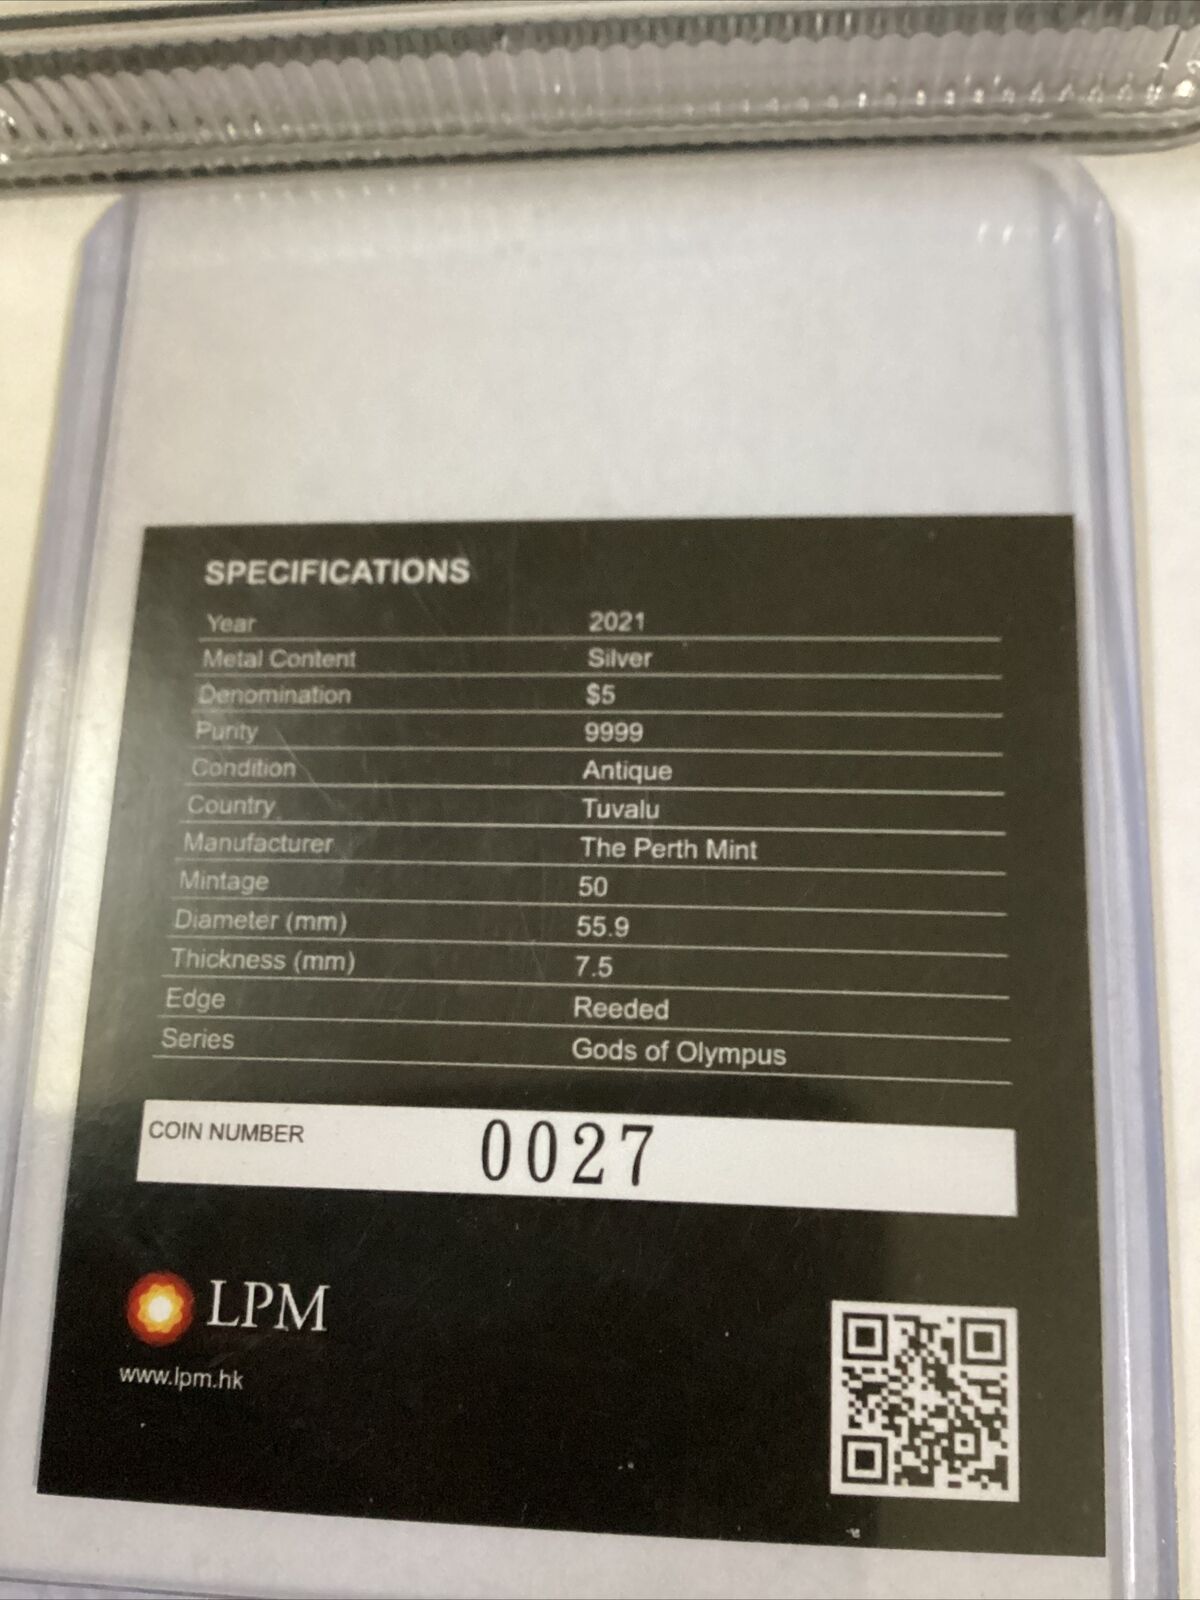 SPECIFICATIONS
Year 2021
Metal Content Silver
Denomination $5
Purity 9999
Condition Antique
Country Tuvalu
Manufacturer The Perth Mint
Mintage 50
Diameter (mm) 55.9
Thickness (mm) 7.5
Edge Reeded
Series Gods of Olympus
COIN NUMBER 0027
LPM
www.lpm.hk